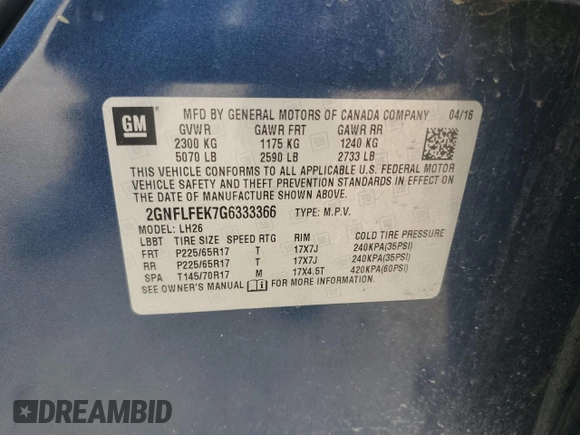 GM
MFD BY GENERAL MOTORS OF CANADA COMPANY 04/16
GVWR GAWR FRT GAWR RR
2300 KG 1175 KG 1240 KG
5070 LB 2590 LB 2733 LB
THIS VEHICLE CONFORMS TO ALL APPLICABLE U.S. FEDERAL MOTOR
VEHICLE SAFETY AND THEFT PREVENTION STANDARDS IN EFFECT ON
THE DATE OF MANUFACTURE SHOWN ABOVE.
2GNFLFEK7G6333366 TYPE: M.P.V.
MODEL: LH26
LBBT TIRE SIZE SPEED RTG RIM COLD TIRE PRESSURE
FRT P225/65R17 T 17X7J 240KPA(35PSI)
RR P225/65R17 T 17X7J 240KPA(35PSI)
SPA T145/70R17 M 17X4.5T 420KPA(60PSI)
SEE OWNER'S MANUAL FOR MORE INFORMATION.
DREAMBID